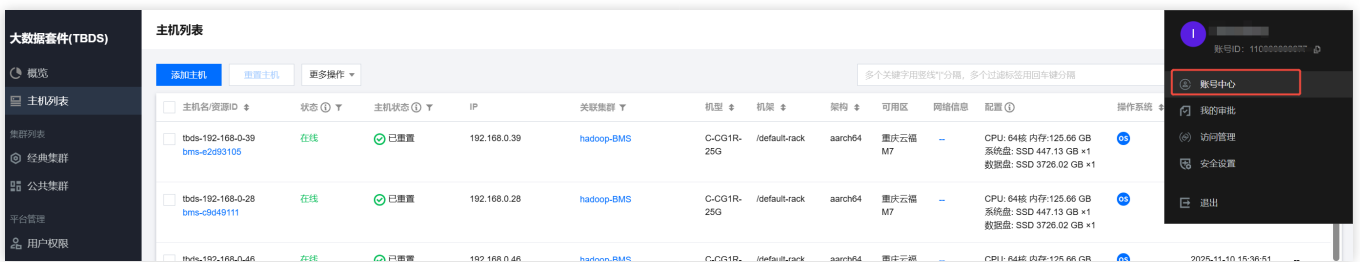 大数据套件(TBDS)
概览
主机列表
集群列表
经典集群
公共集群
平台管理
用户权限
主机列表
添加主机 重置主机 更多操作
多个关键字用竖线"|"分隔，多个过滤标签用回车键分隔
主机名/资源ID 状态 主机状态 IP 关联集群 机型 机架 架构 可用区 网络信息 配置 操作系统
tbds-192-168-0-39 在线 已重置 192.168.0.39 hadoop-BMS C-CG1R- /default-rack aarch64 重庆云福 -- CPU: 64核 内存:125.66 GB
bms-e2d93105 25G M7 系统盘: SSD 447.13 GB ×1
数据盘: SSD 3726.02 GB ×1
tbds-192-168-0-28 在线 已重置 192.168.0.28 hadoop-BMS C-CG1R- /default-rack aarch64 重庆云福 -- CPU: 64核 内存:125.66 GB
bms-c9d49111 25G M7 系统盘: SSD 447.13 GB ×1
数据盘: SSD 3726.02 GB ×1
tbds-192-168-0-46 在线 已重置 192.168.0.46 hadoop-BMS C-CG1R- /default-rack aarch64 重庆云福 -- CPU: 64核 内存:125.66 GB 2025-11-10 15:36:51 --
I
账号ID:
账号中心
我的审批
访问管理
安全设置
退出